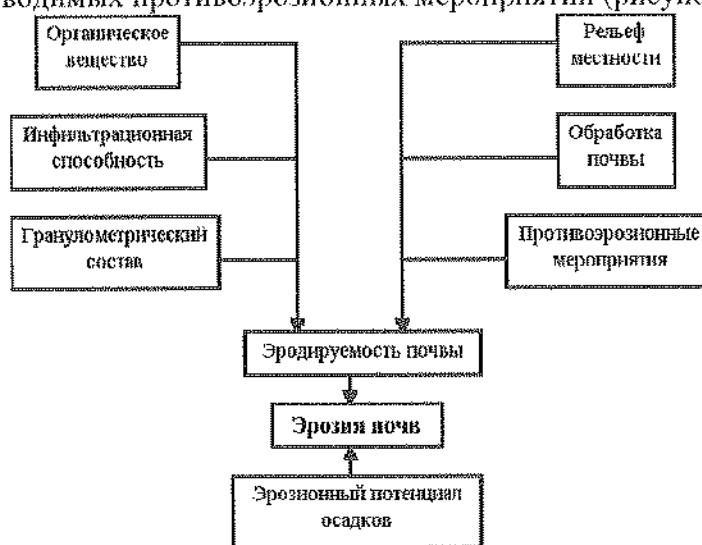 водимых противоэрозионных мероприятий (рисунок
Органическое
вещество
Рельеф
местности
Инфильтрационная
способность
Обработка
почвы
Гранулометрический
состав
Противоэрозионные
мероприятия
Эродируемость почвы
Эрозия почв
Эрозионный потенциал
осадков